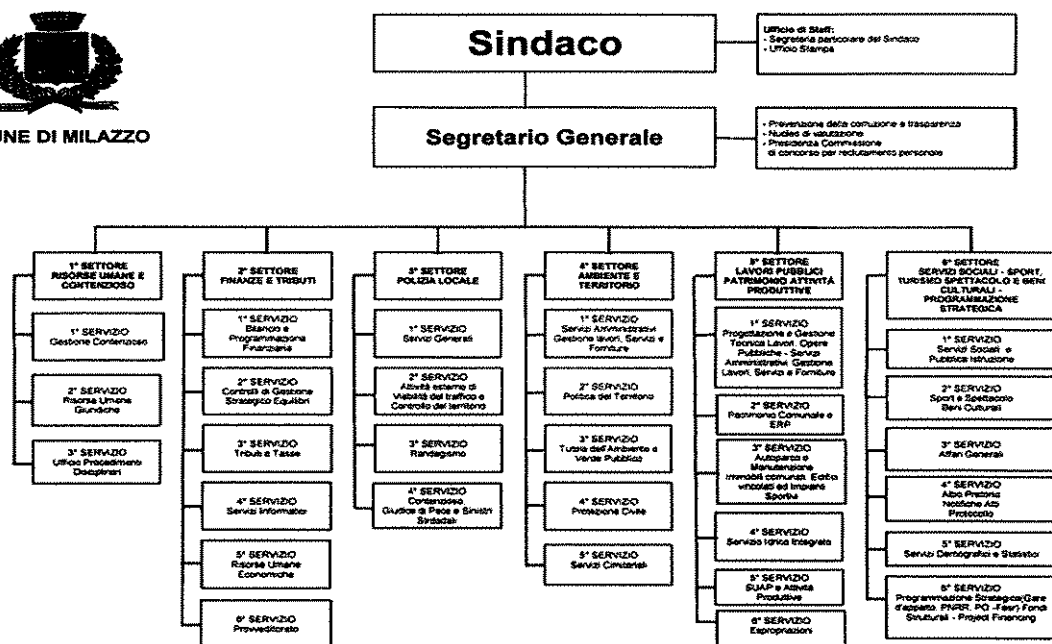 Sindaco
Ufficio di Staff:
- Segreteria particolare del Sindaco
- Ufficio Stampa
UNE DI MILAZZO
Segretario Generale
- Prevenzione della corruzione e trasparenza
- Nucleo di valutazione
- Presidenza Commissione
di concorso per reclutamento personale
1° SETTORE
RISORSE UMANE E
CONTENZIOSO
1° SERVIZIO
Gestione Contenzioso
2° SERVIZIO
Risorse Umane
Giuridiche
3° SERVIZIO
Ufficio Procedimenti
Disciplinari
2° SETTORE
FINANZE E TRIBUTI
1° SERVIZIO
Bilancio e
Programmazione
Finanziaria
2° SERVIZIO
Controlli di Gestione
Strategico Equilibri
3° SERVIZIO
Tributi e Tasse
4° SERVIZIO
Servizi Informatici
5° SERVIZIO
Risorse Umane
Economiche
6° SERVIZIO
Provveditorato
3° SETTORE
POLIZIA LOCALE
1° SERVIZIO
Servizi Generali
2° SERVIZIO
Attività esterne di
Viabilità del traffico e
Controllo del territorio
3° SERVIZIO
Randagismo
4° SERVIZIO
Contenzioso
Giudice di Pace e Sinistri
Stradali
4° SETTORE
AMBIENTE E
TERRITORIO
1° SERVIZIO
Servizi Amministrativi
Gestione lavori, Servizi e
Forniture
2° SERVIZIO
Politica del Territorio
3° SERVIZIO
Tutela dell'Ambiente e
Verde Pubblico
4° SERVIZIO
Protezione Civile
5° SERVIZIO
Servizi Cimiteriali
5° SETTORE
LAVORI PUBBLICI
PATRIMONIO ATTIVITÀ
PRODUTTIVE
1° SERVIZIO
Progettazione e Gestione
Tecnica Lavori, Opere
Pubbliche - Servizi
Amministrativi Gestione
Lavori, Servizi e Forniture
2° SERVIZIO
Patrimonio Comunale e
ERP
3° SERVIZIO
Autoparco e
Manutenzione
immobili comunali. Edifici
vincolati ed Impianti
Sportivi
4° SERVIZIO
Servizio Idrico Integrato
5° SERVIZIO
SUAP e Attività
Produttive
6° SERVIZIO
Espropriazioni
6° SETTORE
SERVIZI SOCIALI - SPORT,
TURISMO SPETTACOLO E BENI
CULTURALI -
PROGRAMMAZIONE
STRATEGICA
1° SERVIZIO
Servizi Sociali e
Pubblica Istruzione
2° SERVIZIO
Sport e Spettacolo
Beni Culturali
3° SERVIZIO
Affari Generali
4° SERVIZIO
Albo Pretorio
Notifiche Atti
Protocollo
5° SERVIZIO
Servizi Demografici e Statistici
6° SERVIZIO
Programmazione Strategica(Gare
d'appalto, PNRR, PO -Fesr) Fondi
Strutturali - Project Financing